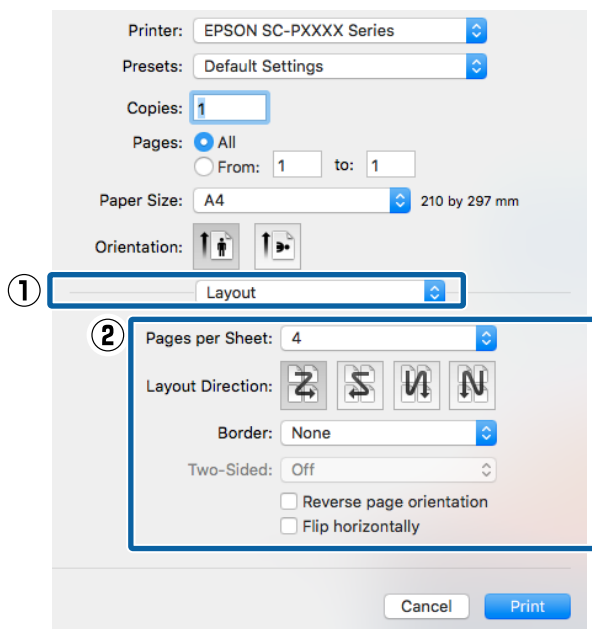 Printer: EPSON SC-PXXXX Series
Presets: Default Settings
Copies: 1
Pages: All
From: 1 to: 1
Paper Size: A4 210 by 297 mm
Orientation:
① Layout
② Pages per Sheet: 4
Layout Direction:
Border: None
Two-Sided: Off
Reverse page orientation
Flip horizontally
Cancel Print